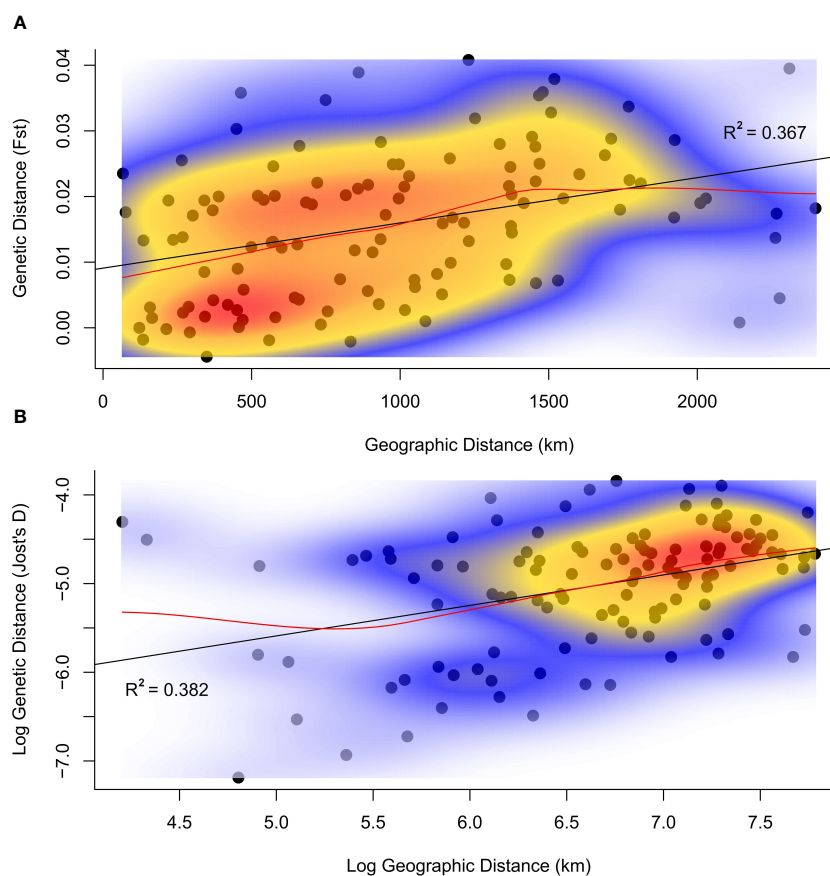 A
Genetic Distance (Fst)
0.04
0.03
0.02
0.01
0.00
R² = 0.367
0 500 1000 1500 2000
Geographic Distance (km)
B
Log Genetic Distance (Jost's D)
−4.0
−5.0
−6.0
−7.0
R² = 0.382
4.5 5.0 5.5 6.0 6.5 7.0 7.5
Log Geographic Distance (km)